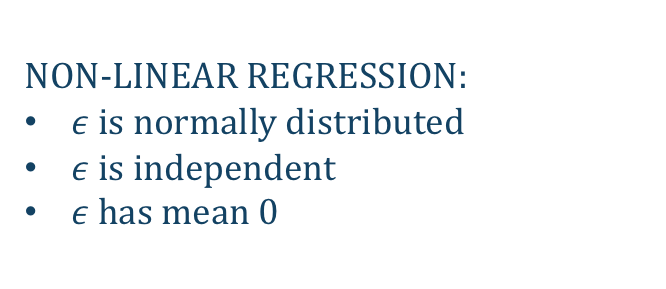 NON-LINEAR REGRESSION:
• ϵ is normally distributed
• ϵ is independent
• ϵ has mean 0